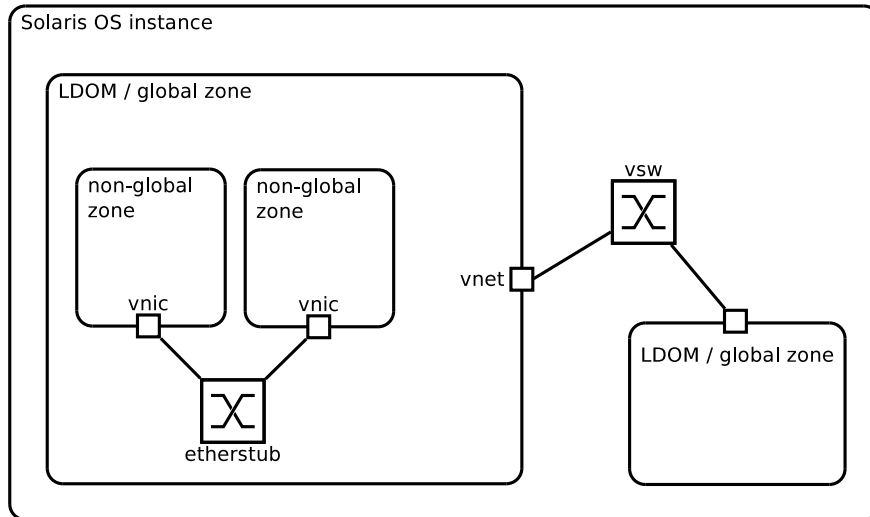 Solaris OS instance
LDOM / global zone
non-global
zone
non-global
zone
vnic
vnic
etherstub
vnet
vsw
LDOM / global zone